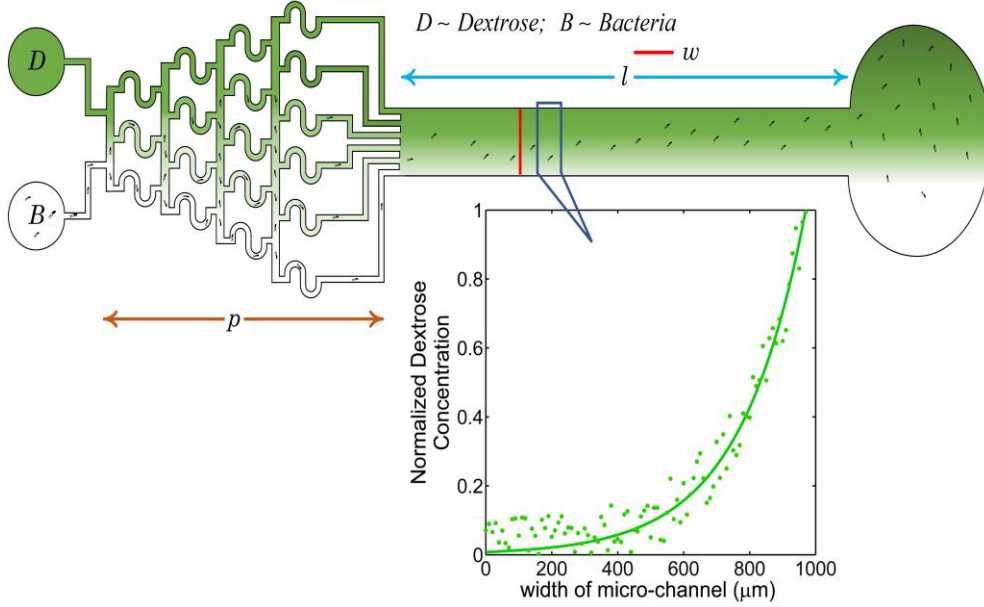 D ~ Dextrose; B ~ Bacteria
w
l
D
B
p
Normalized Dextrose
Concentration
1
0.8
0.6
0.4
0.2
0
0 200 400 600 800 1000
width of micro-channel (μm)